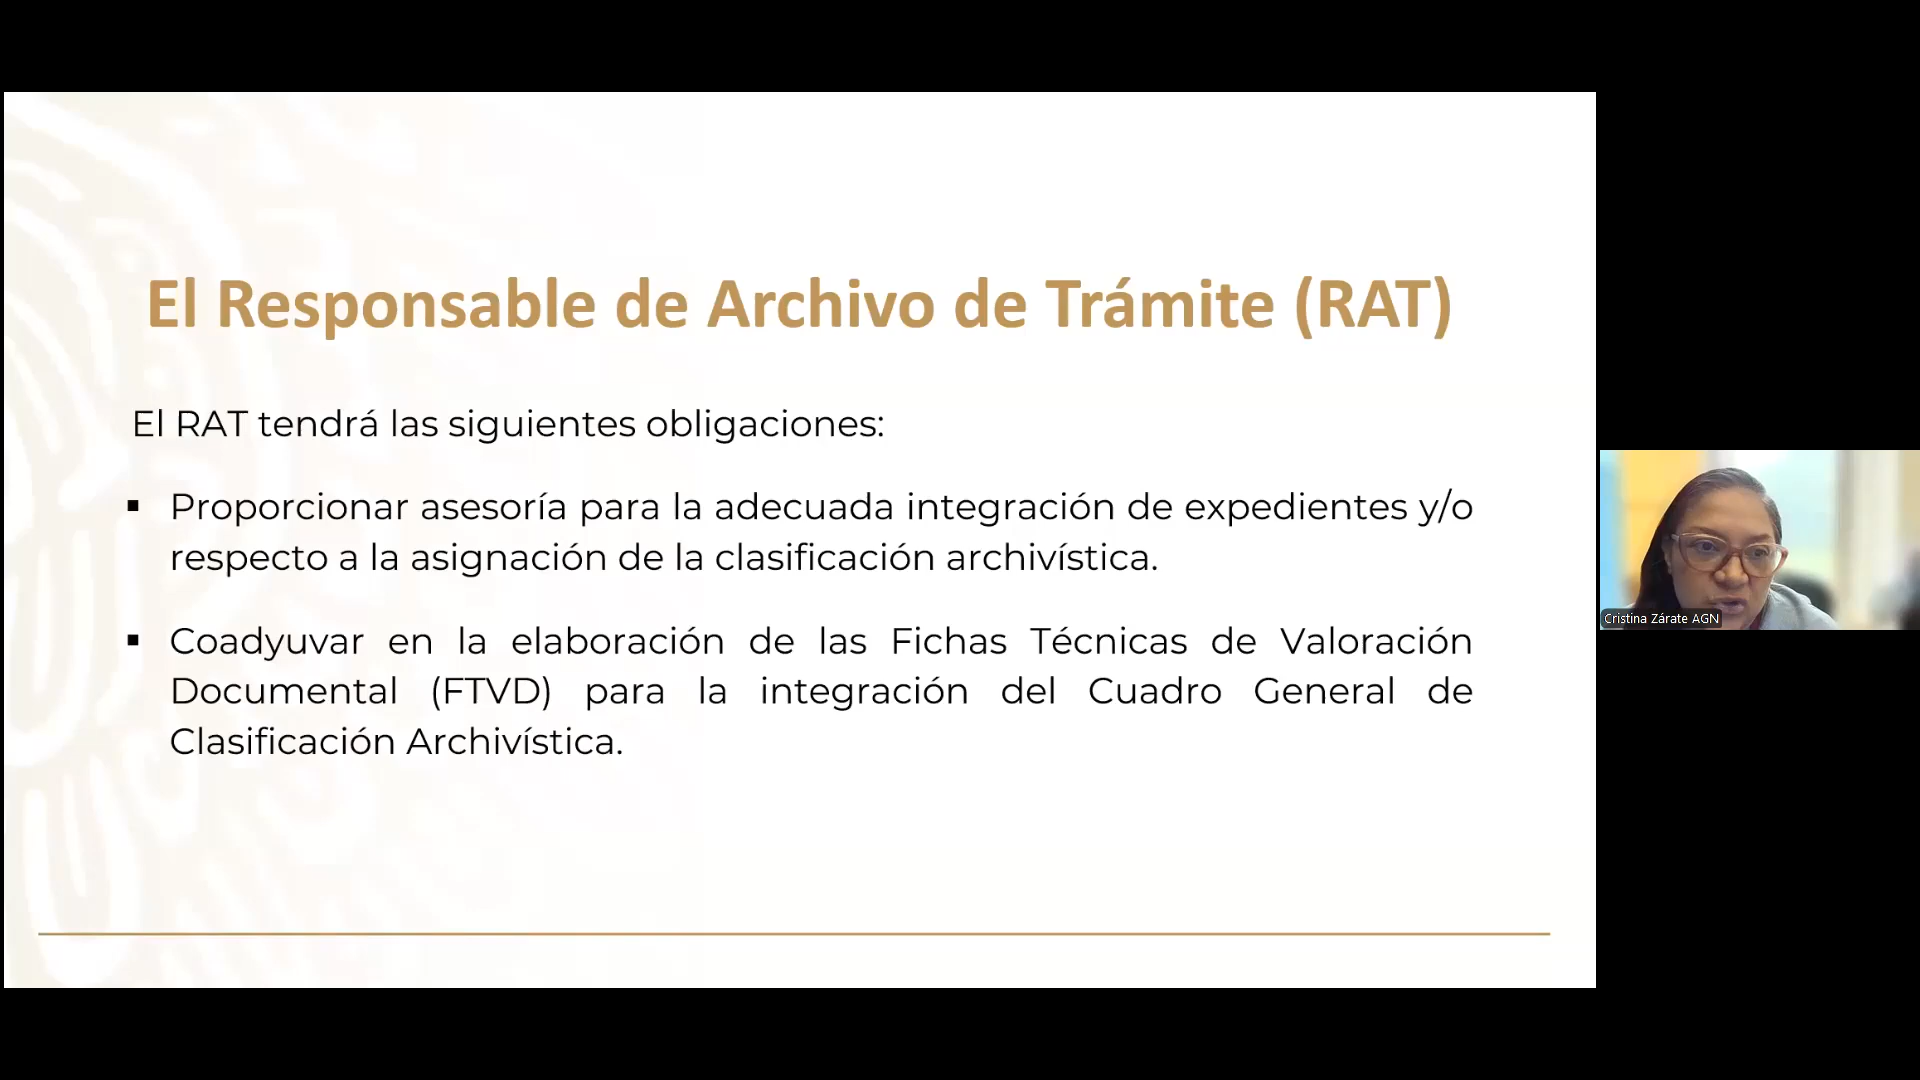 El Responsable de Archivo de Trámite (RAT)
El RAT tendrá las siguientes obligaciones:
▪ Proporcionar asesoría para la adecuada integración de expedientes y/o
respecto a la asignación de la clasificación archivística.
▪ Coadyuvar en la elaboración de las Fichas Técnicas de Valoración
Documental (FTVD) para la integración del Cuadro General de
Clasificación Archivística.
Cristina Zárate AGN